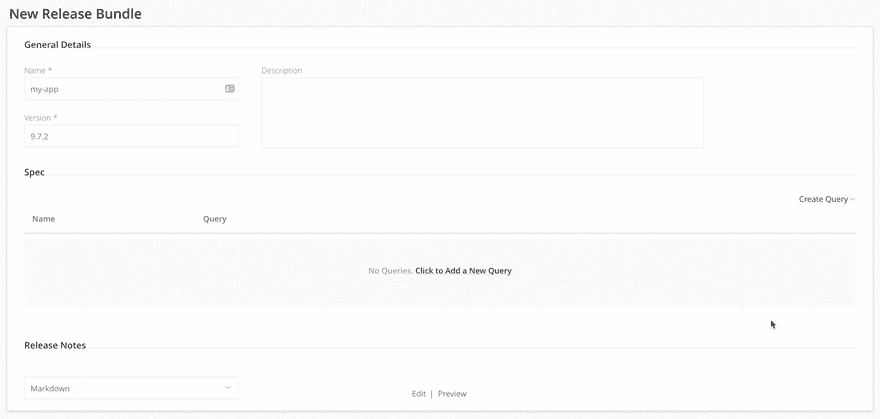 New Release Bundle
General Details
Name *
Description
my-app
Version *
9.7.2
Spec
Create Query
Name Query
No Queries. Click to Add a New Query
Release Notes
Markdown
Edit | Preview